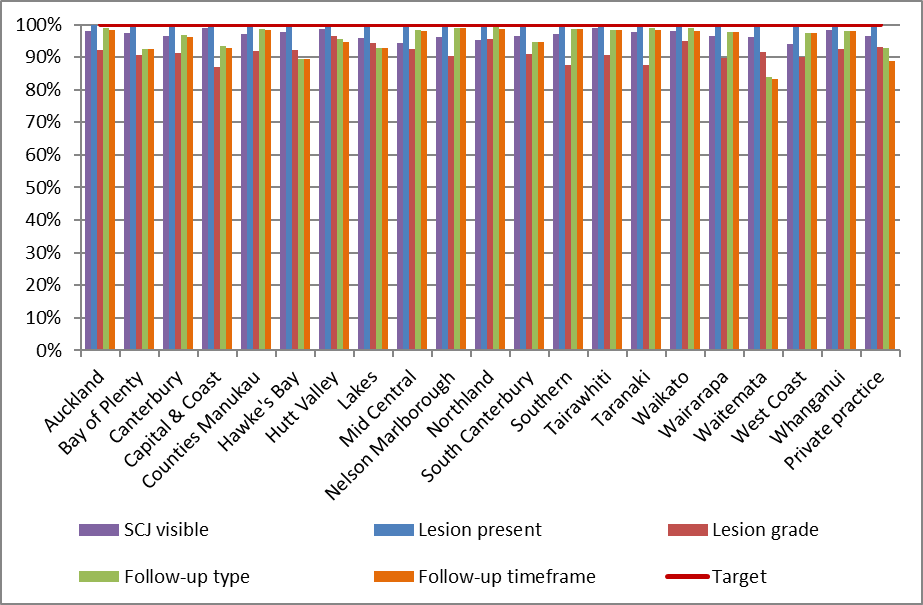 100%
90%
80%
70%
60%
50%
40%
30%
20%
10%
0%
Auckland
Bay of Plenty
Canterbury
Capital & Coast
Counties Manukau
Hawke's Bay
Hutt Valley
Lakes
Mid Central
Nelson Marlborough
Northland
South Canterbury
Southern
Tairawhiti
Taranaki
Waikato
Wairarapa
Waitemata
West Coast
Whanganui
Private practice
SCJ visible
Lesion present
Lesion grade
Follow-up type
Follow-up timeframe
Target